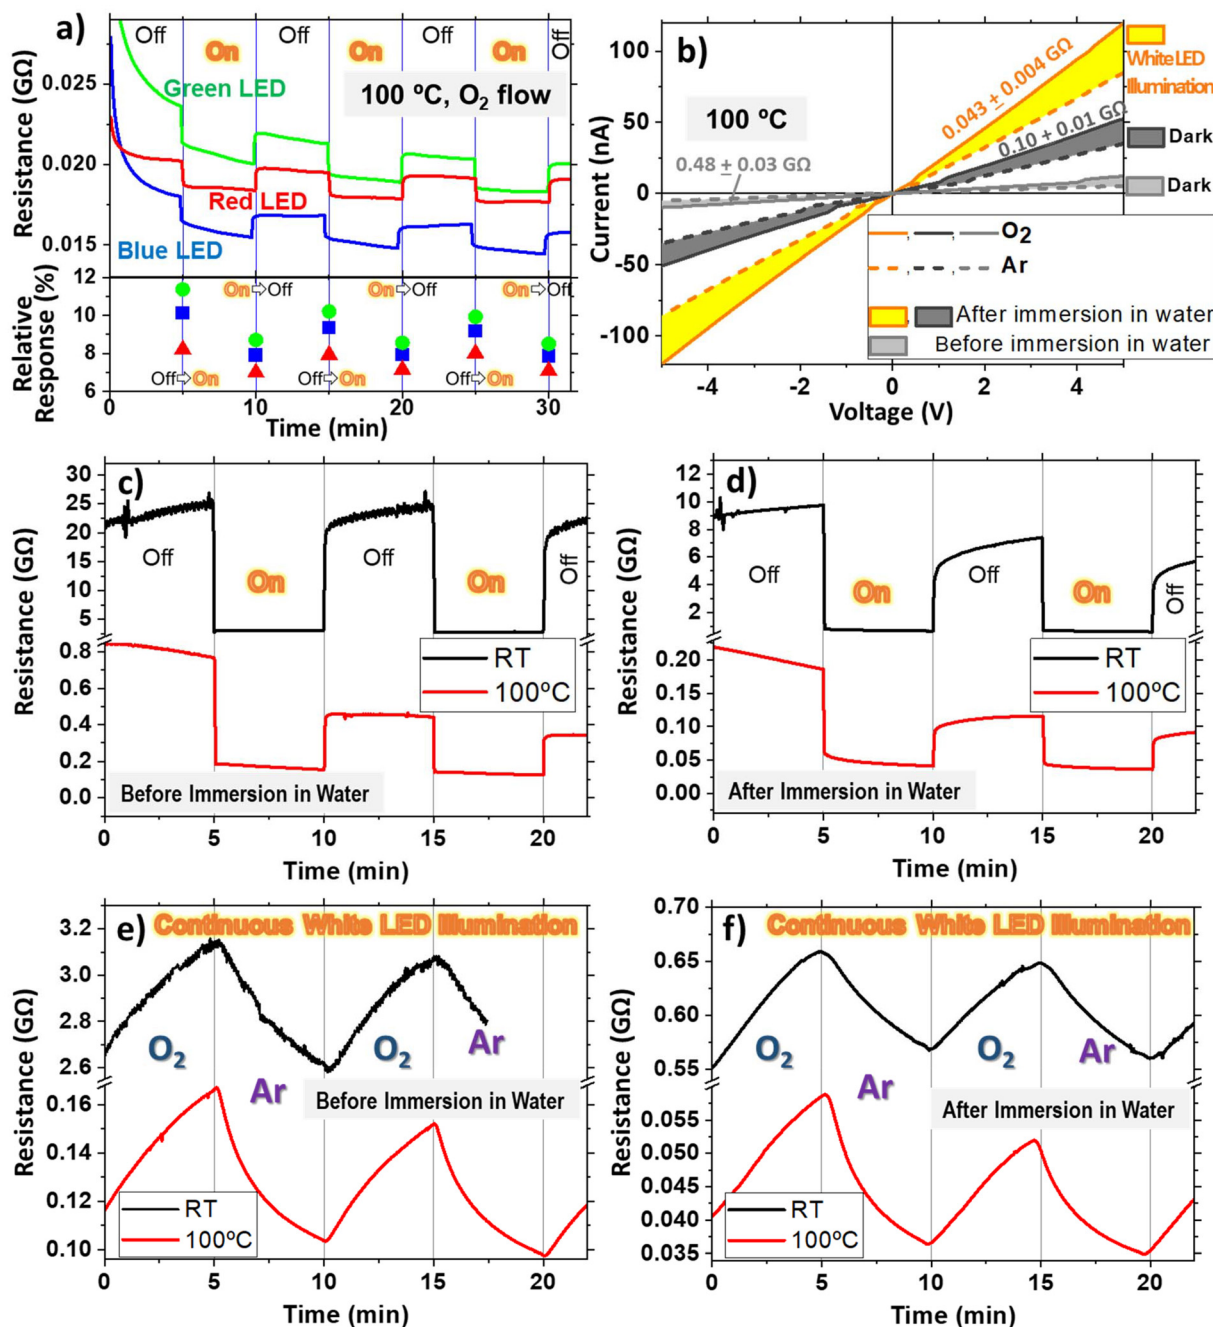 a)
Off
On
Off
On
Off
On
Off
Green LED
100 ºC, O2 flow
Red LED
Blue LED
Resistance (GΩ)
0.025
0.020
0.015
Relative
Response (%)
12
10
8
6
On⇨Off
On⇨Off
On⇨Off
Off⇨On
Off⇨On
Off⇨On
0
10
20
30
Time (min)
b)
100 ºC
0.043 ± 0.004 GΩ
0.10 ± 0.01 GΩ
0.48 ± 0.03 GΩ
White LED
Illumination
Dark
Dark
O2
Ar
After immersion in water
Before immersion in water
Current (nA)
100
50
0
-50
-100
-4
-2
0
2
4
Voltage (V)
c)
Off
On
Off
On
Off
RT
100ºC
Before Immersion in Water
Resistance (GΩ)
30
25
20
15
10
5
0.8
0.6
0.4
0.2
0.0
0
5
10
15
20
Time (min)
d)
Off
On
Off
On
Off
RT
100ºC
After Immersion in Water
Resistance (GΩ)
12
10
8
6
4
2
0.20
0.15
0.10
0.05
0.00
0
5
10
15
20
Time (min)
e)
Continuous White LED Illumination
O2
Ar
O2
Ar
Before Immersion in Water
RT
100ºC
Resistance (GΩ)
3.2
3.0
2.8
2.6
0.16
0.14
0.12
0.10
0
5
10
15
20
Time (min)
f)
Continuous White LED Illumination
O2
Ar
O2
Ar
After Immersion in Water
RT
100ºC
Resistance (GΩ)
0.70
0.65
0.60
0.55
0.055
0.050
0.045
0.040
0.035
0
5
10
15
20
Time (min)